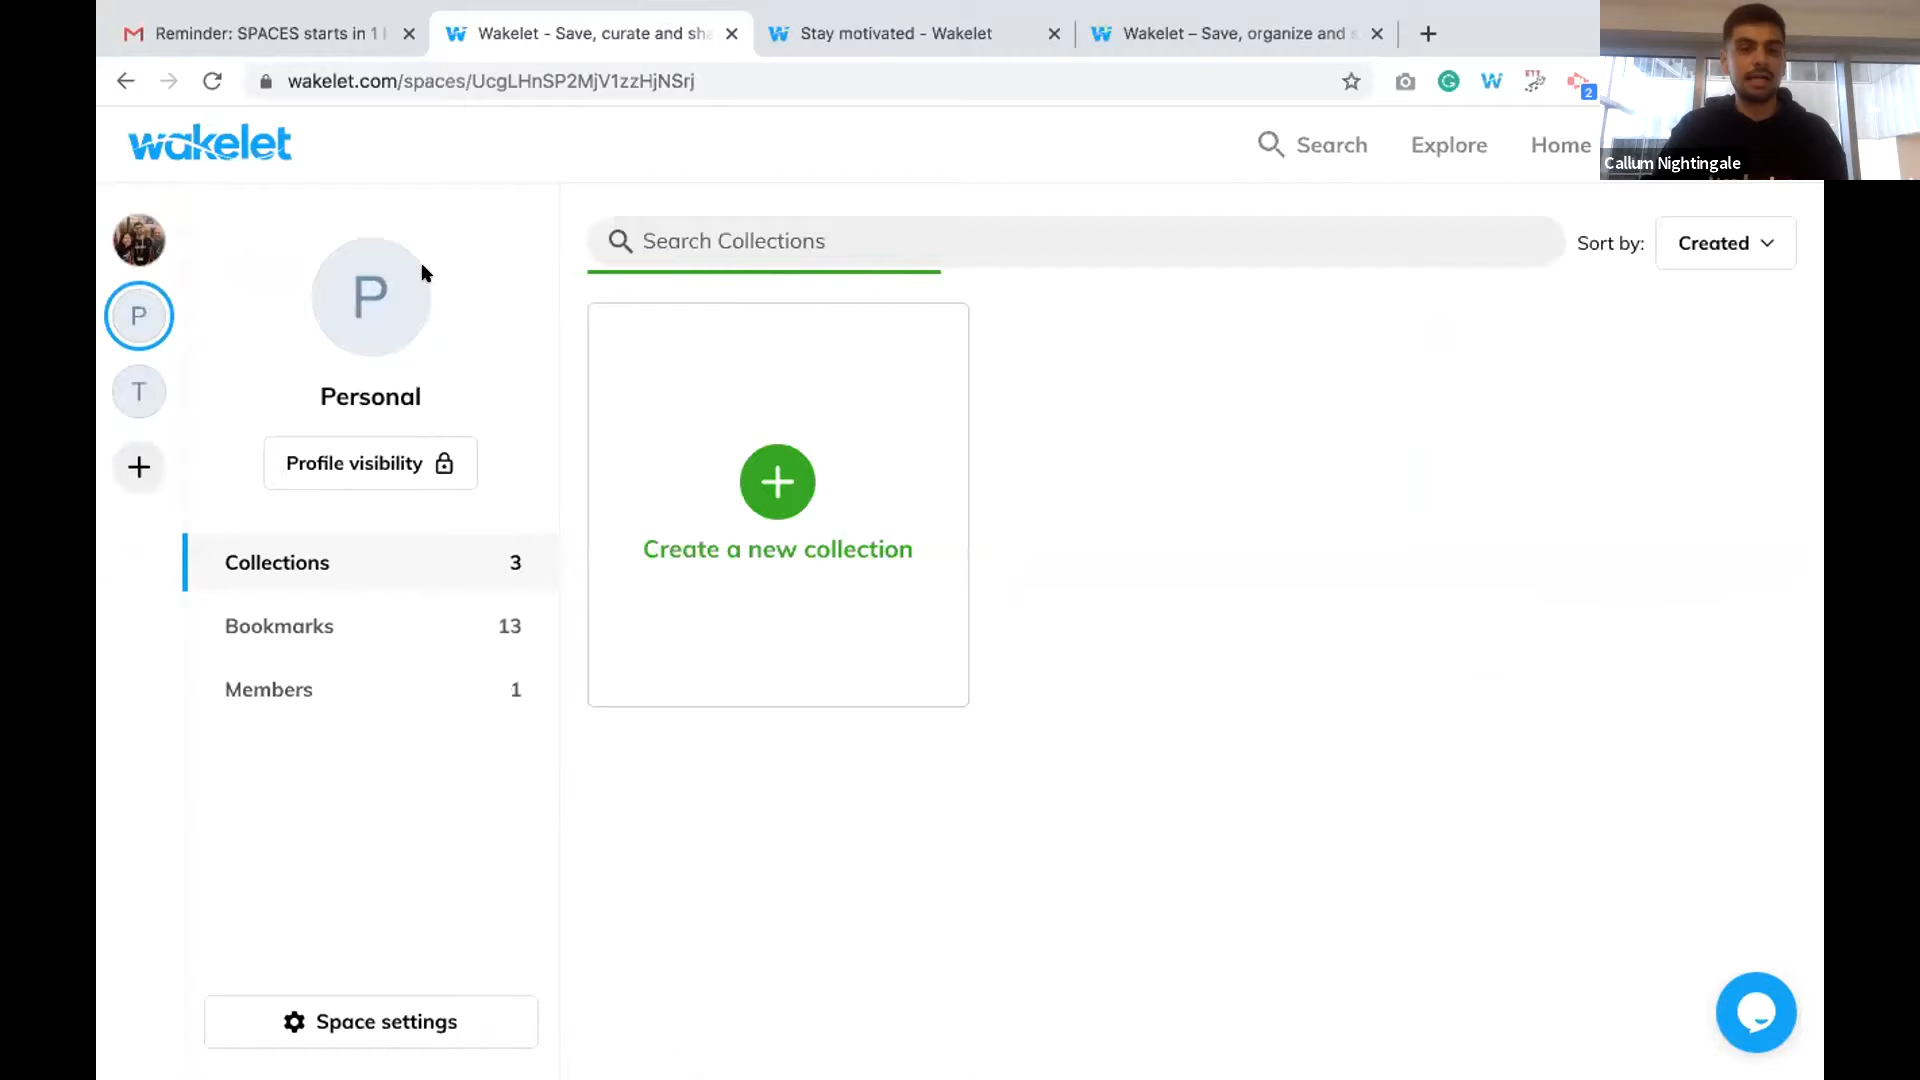 Reminder: SPACES starts in 1
Wakelet - Save, curate and sha
Stay motivated - Wakelet
Wakelet – Save, organize and s
wakelet.com/spaces/UcgLHnSP2MjV1zzHjNSrj
2
wakelet
Search
Explore
Home
Callum Nightingale
Search Collections
Sort by:
Created
P
P
T
Personal
Profile visibility
Collections 3
Bookmarks 13
Members 1
Create a new collection
Space settings